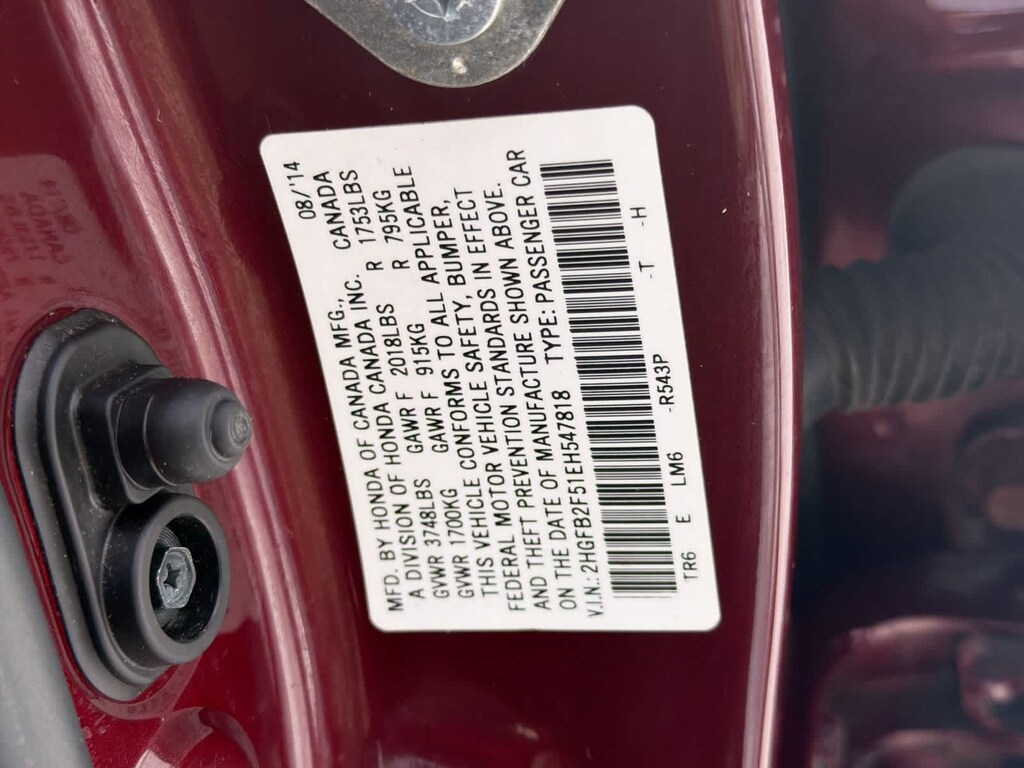 MFD. BY HONDA OF CANADA MFG., CANADA 08/'14
A DIVISION OF HONDA CANADA INC.
GVWR 3748LBS GAWR F 2018LBS R 1753LBS
GVWR 1700KG GAWR F 915KG R 795KG
THIS VEHICLE CONFORMS TO ALL APPLICABLE
FEDERAL MOTOR VEHICLE SAFETY, BUMPER,
AND THEFT PREVENTION STANDARDS IN EFFECT
ON THE DATE OF MANUFACTURE SHOWN ABOVE.
V.I.N.: 2HGFB2F51EH547818 TYPE: PASSENGER CAR
TR6 E LM6 -R543P -T -H